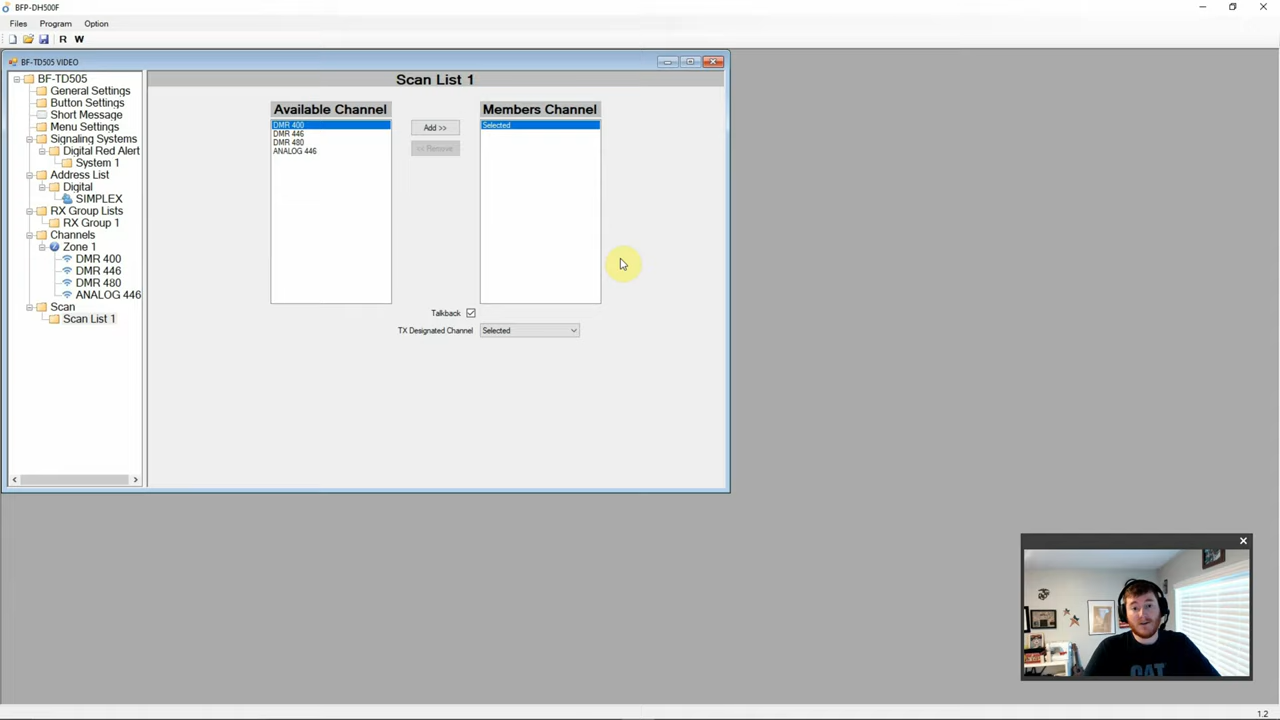 BFP-DH500F
Files Program Option
R W
BF-TD505 VIDEO
BF-TD505
General Settings
Button Settings
Short Message
Menu Settings
Signaling Systems
Digital Red Alert
System 1
Address List
Digital
SIMPLEX
RX Group Lists
RX Group 1
Channels
Zone 1
DMR 400
DMR 446
DMR 480
ANALOG 446
Scan
Scan List 1
Scan List 1
Available Channel
DMR 400
DMR 446
DMR 480
ANALOG 446
Add >>
<< Remove
Members Channel
Selected
Talkback
TX Designated Channel Selected
CAT
1.2